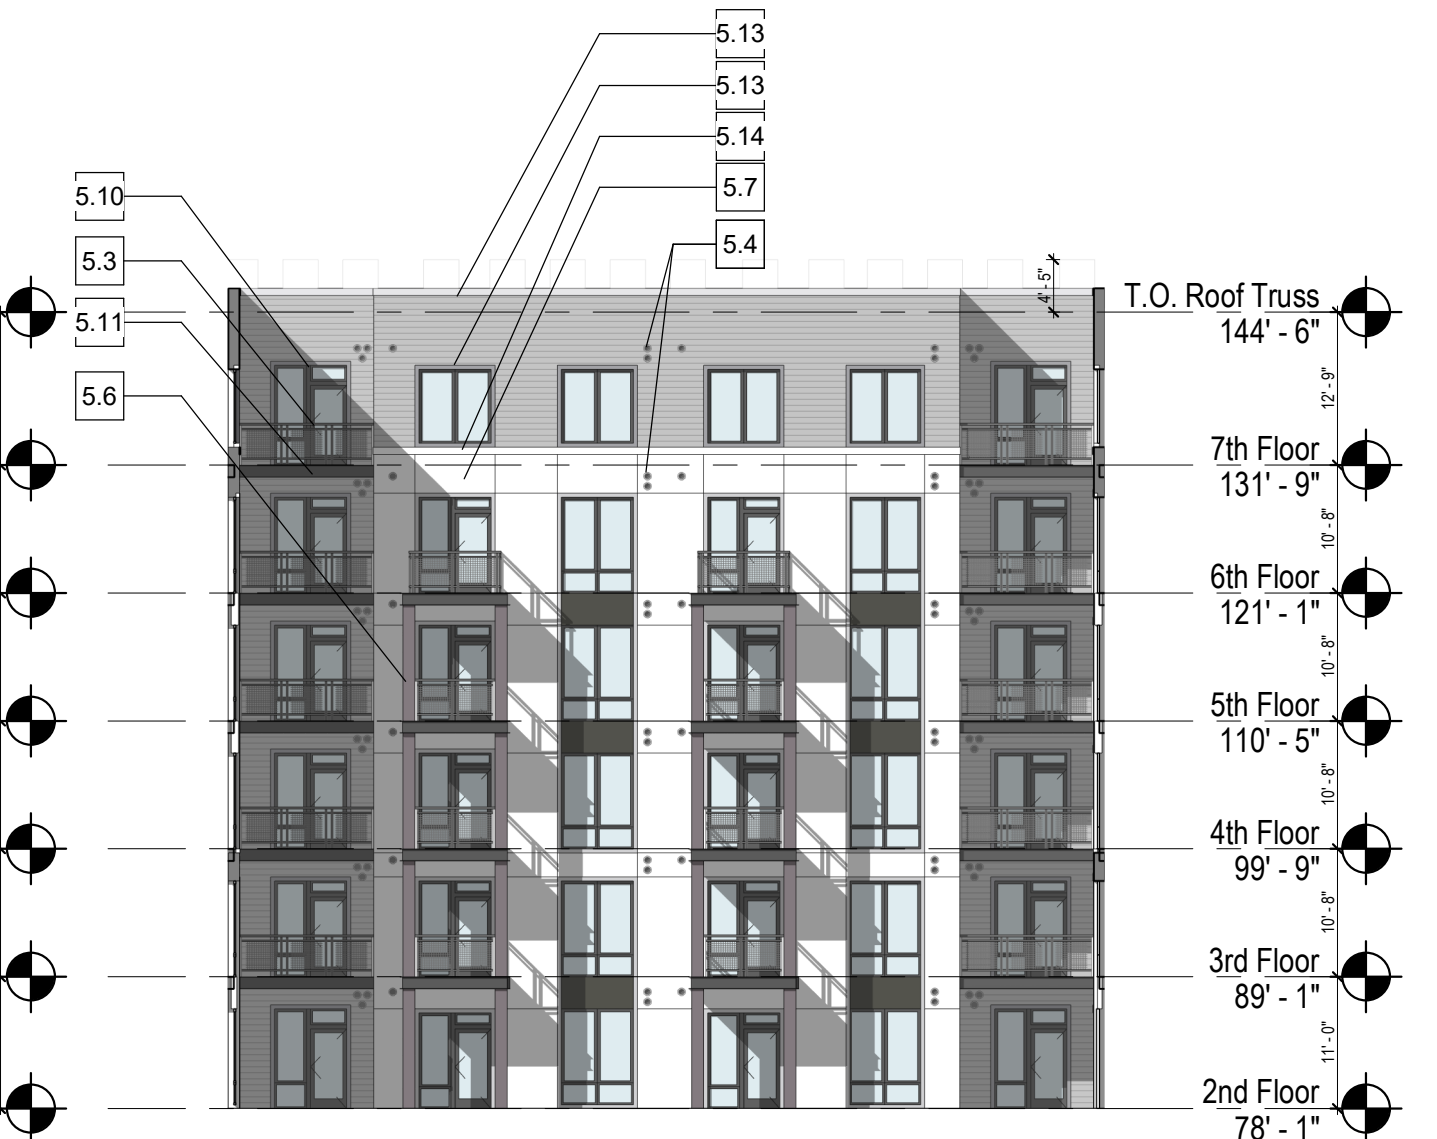 5.13
5.13
5.14
5.7
5.4
5.10
5.3
5.11
5.6
4' - 5"
T.O. Roof Truss
144' - 6"
12' - 9"
7th Floor
131' - 9"
10' - 8"
6th Floor
121' - 1"
10' - 8"
5th Floor
110' - 5"
10' - 8"
4th Floor
99' - 9"
10' - 8"
3rd Floor
89' - 1"
11' - 0"
2nd Floor
78' - 1"